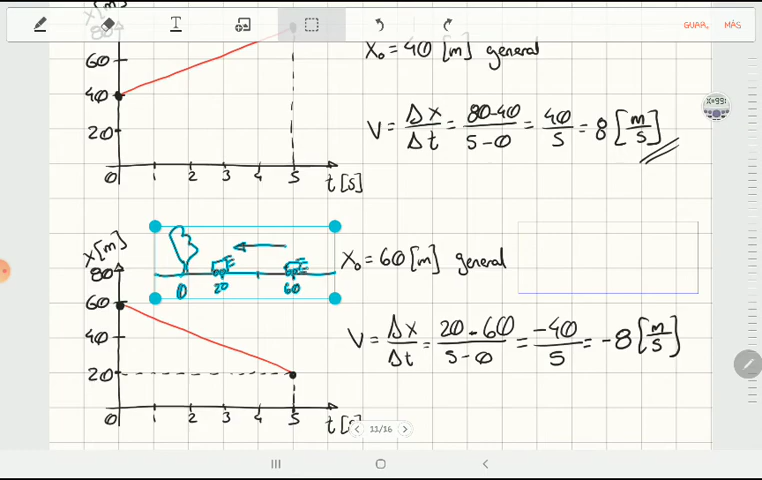 x[m]
T
GUAR.
MÁS
80
60
40
20
0
1 2 3 4 5 t[s]
X₀ = 40 [m] general
V = Δx/Δt = 80-40/5-0 = 40/5 = 8 [m/s]
X=99:
x[m]
80
60
40
20
0
1 2 3 4 5 t[s]
0 20 60
X₀ = 60 [m] general
V = Δx/Δt = 20-60/5-0 = -40/5 = -8 [m/s]
< 13/16 >